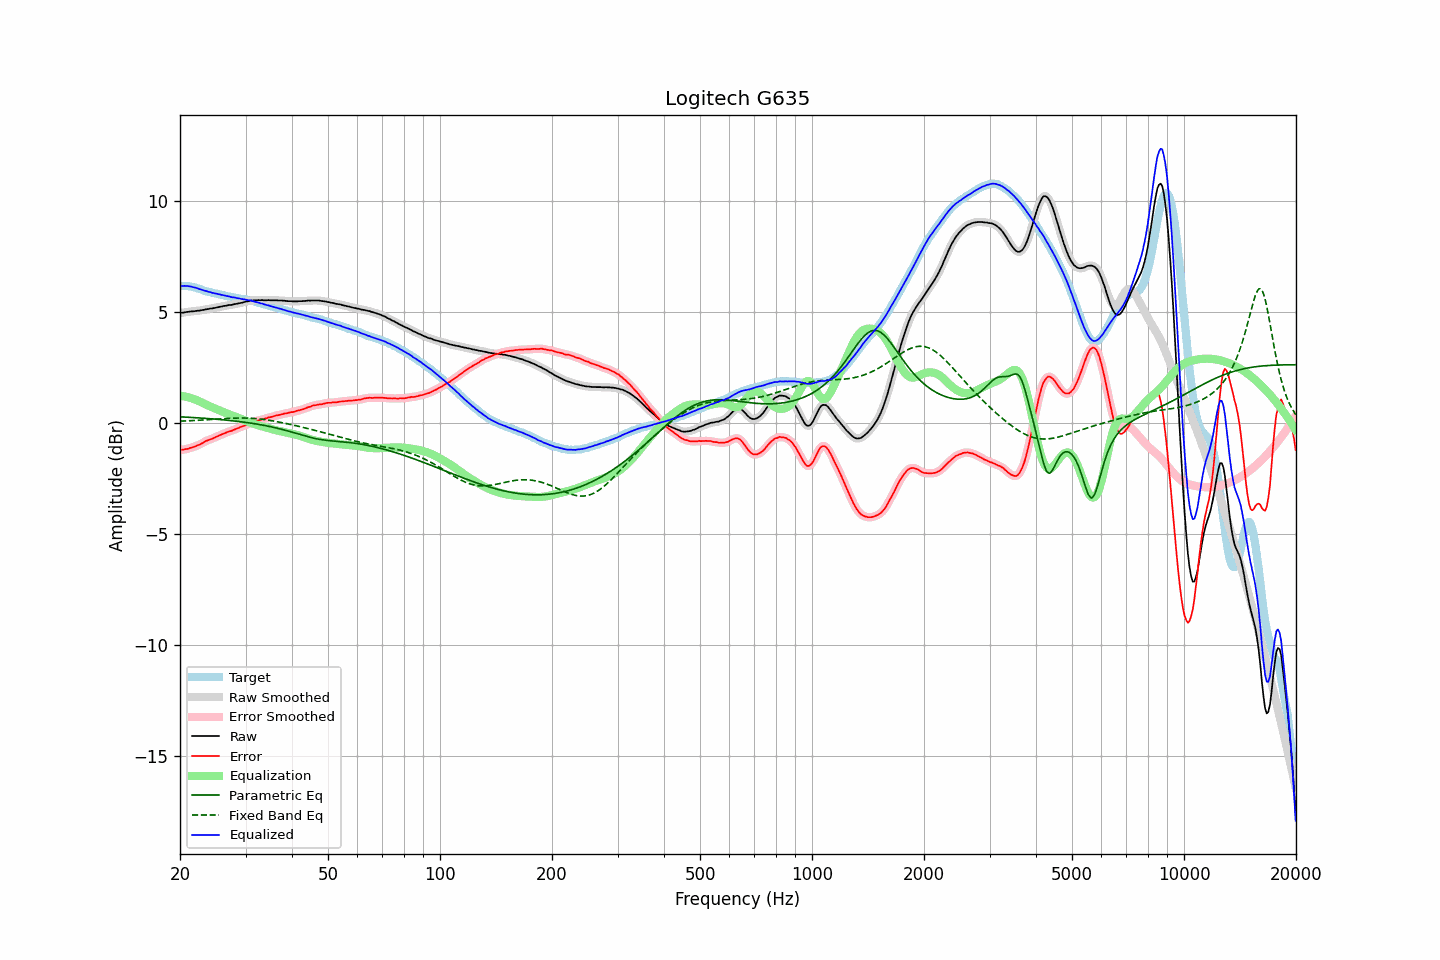 Logitech G635
Amplitude (dBr)
10
5
0
−5
−10
−15
Target
Raw Smoothed
Error Smoothed
Raw
Error
Equalization
Parametric Eq
Fixed Band Eq
Equalized
20
50
100
200
500
1000
2000
5000
10000
20000
Frequency (Hz)